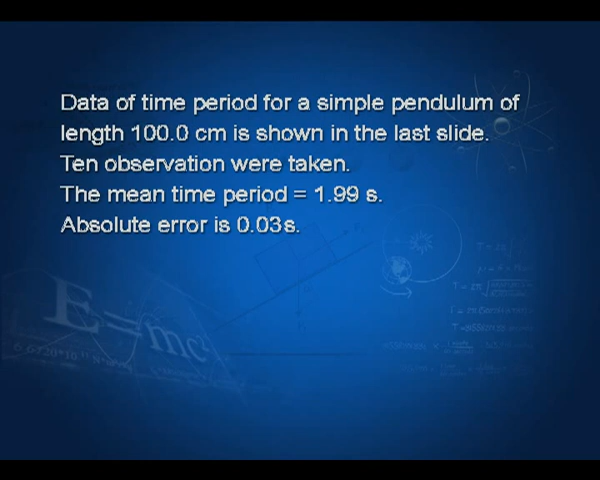 Data of time period for a simple pendulum of
length 100.0 cm is shown in the last slide.
Ten observation were taken.
The mean time period = 1.99 s.
Absolute error is 0.03s.
E=mc²